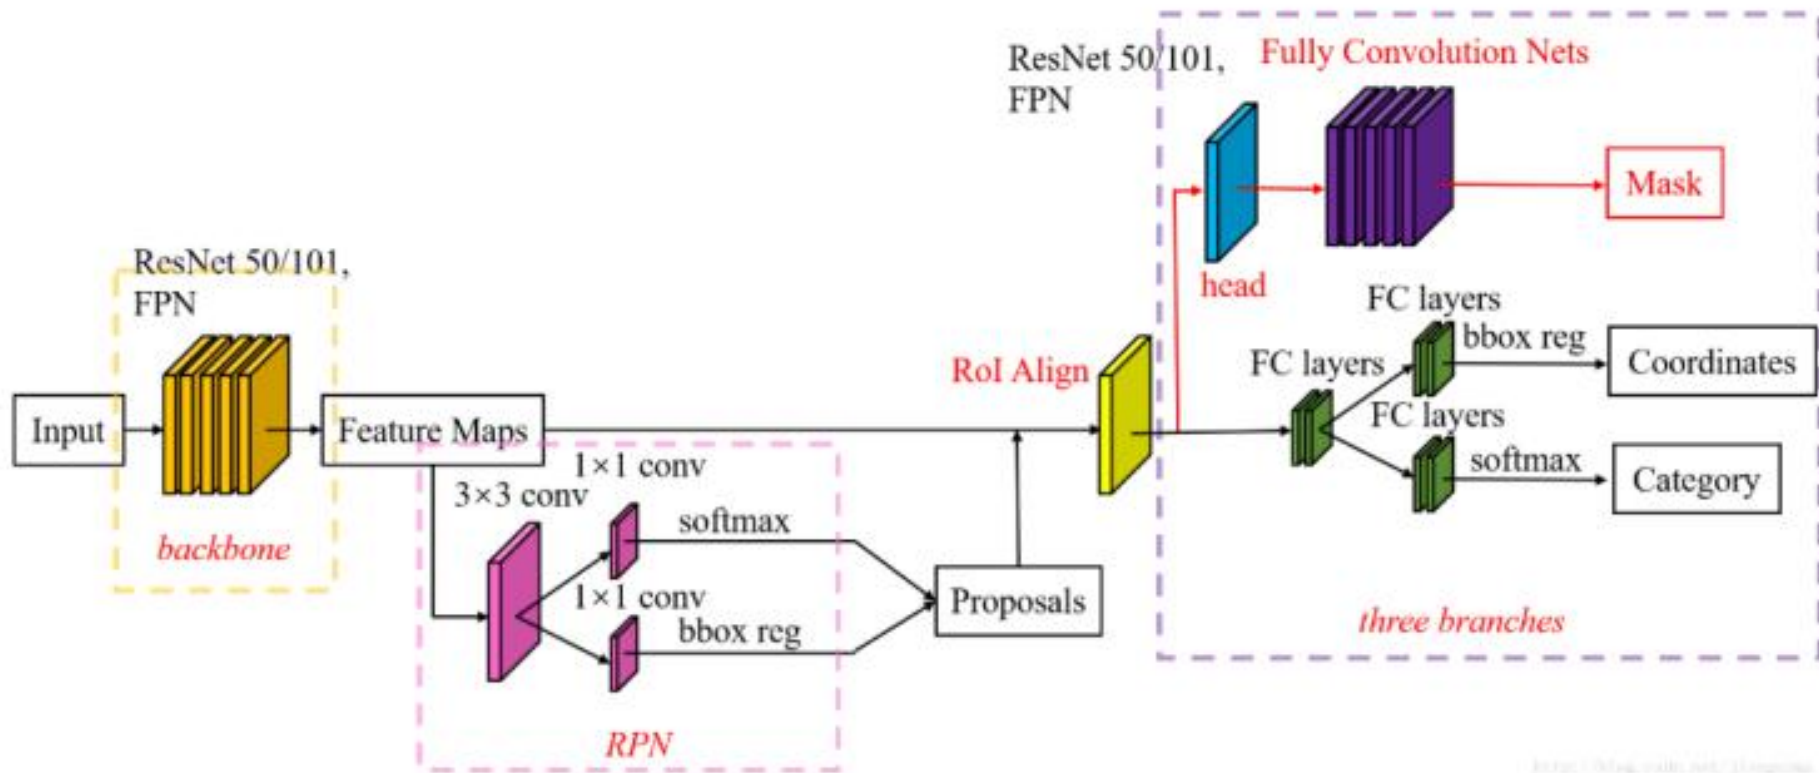 ResNet 50/101,
FPN
Input
backbone
Feature Maps
3×3 conv
1×1 conv
softmax
1×1 conv
bbox reg
RPN
Proposals
RoI Align
ResNet 50/101,
FPN
Fully Convolution Nets
head
Mask
FC layers
FC layers
bbox reg
Coordinates
FC layers
softmax
Category
three branches